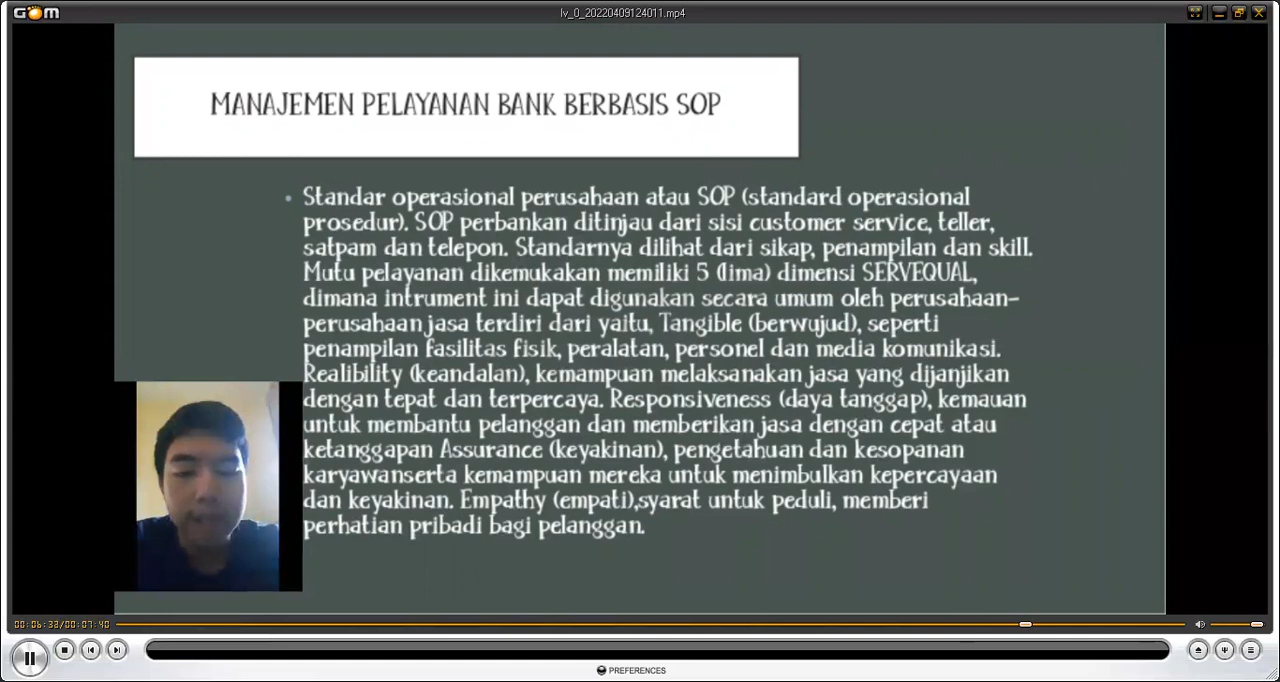 GOM
lv_0_20220409124011.mp4
MANAJEMEN PELAYANAN BANK BERBASIS SOP
• Standar operasional perusahaan atau SOP (standard operasional
prosedur). SOP perbankan ditinjau dari sisi customer service, teller,
satpam dan telepon. Standarnya dilihat dari sikap, penampilan dan skill.
Mutu pelayanan dikemukakan memiliki 5 (lima) dimensi SERVEQUAL,
dimana intrument ini dapat digunakan secara umum oleh perusahaan-
perusahaan jasa terdiri dari yaitu, Tangible (berwujud), seperti
penampilan fasilitas fisik, peralatan, personel dan media komunikasi.
Realibility (keandalan), kemampuan melaksanakan jasa yang dijanjikan
dengan tepat dan terpercaya. Responsiveness (daya tanggap), kemauan
untuk membantu pelanggan dan memberikan jasa dengan cepat atau
ketanggapan Assurance (keyakinan), pengetahuan dan kesopanan
karyawanserta kemampuan mereka untuk menimbulkan kepercayaan
dan keyakinan. Empathy (empati),syarat untuk peduli, memberi
perhatian pribadi bagi pelanggan.
00:06:33/00:07:40
PREFERENCES